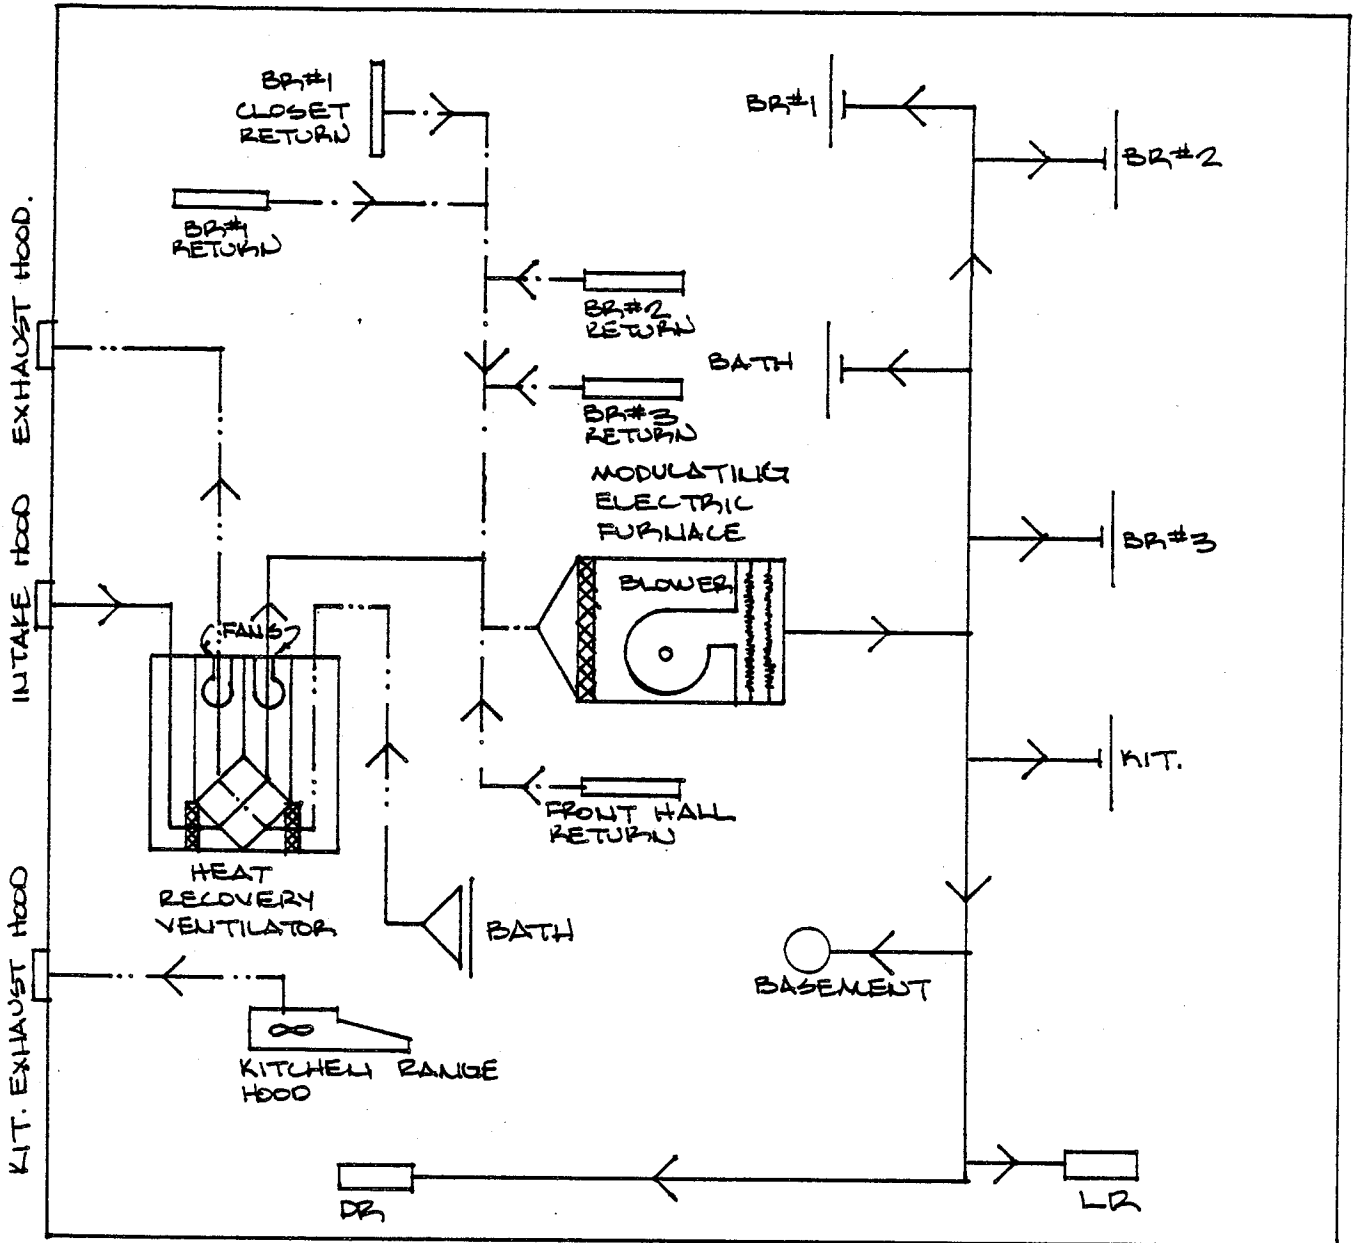 BR#1
CLOSET
RETURN
BR#1
RETURN
BR#2
RETURN
BR#3
RETURN
BR#1
BR#2
BATH
BR#3
KIT.
MODULATING
ELECTRIC
FURNACE
BLOWER
EXHAUST HOOD.
INTAKE HOOD
FANS
HEAT
RECOVERY
VENTILATOR
FRONT HALL
RETURN
BATH
BASEMENT
KIT. EXHAUST HOOD
KITCHEN RANGE
HOOD
DR
LR